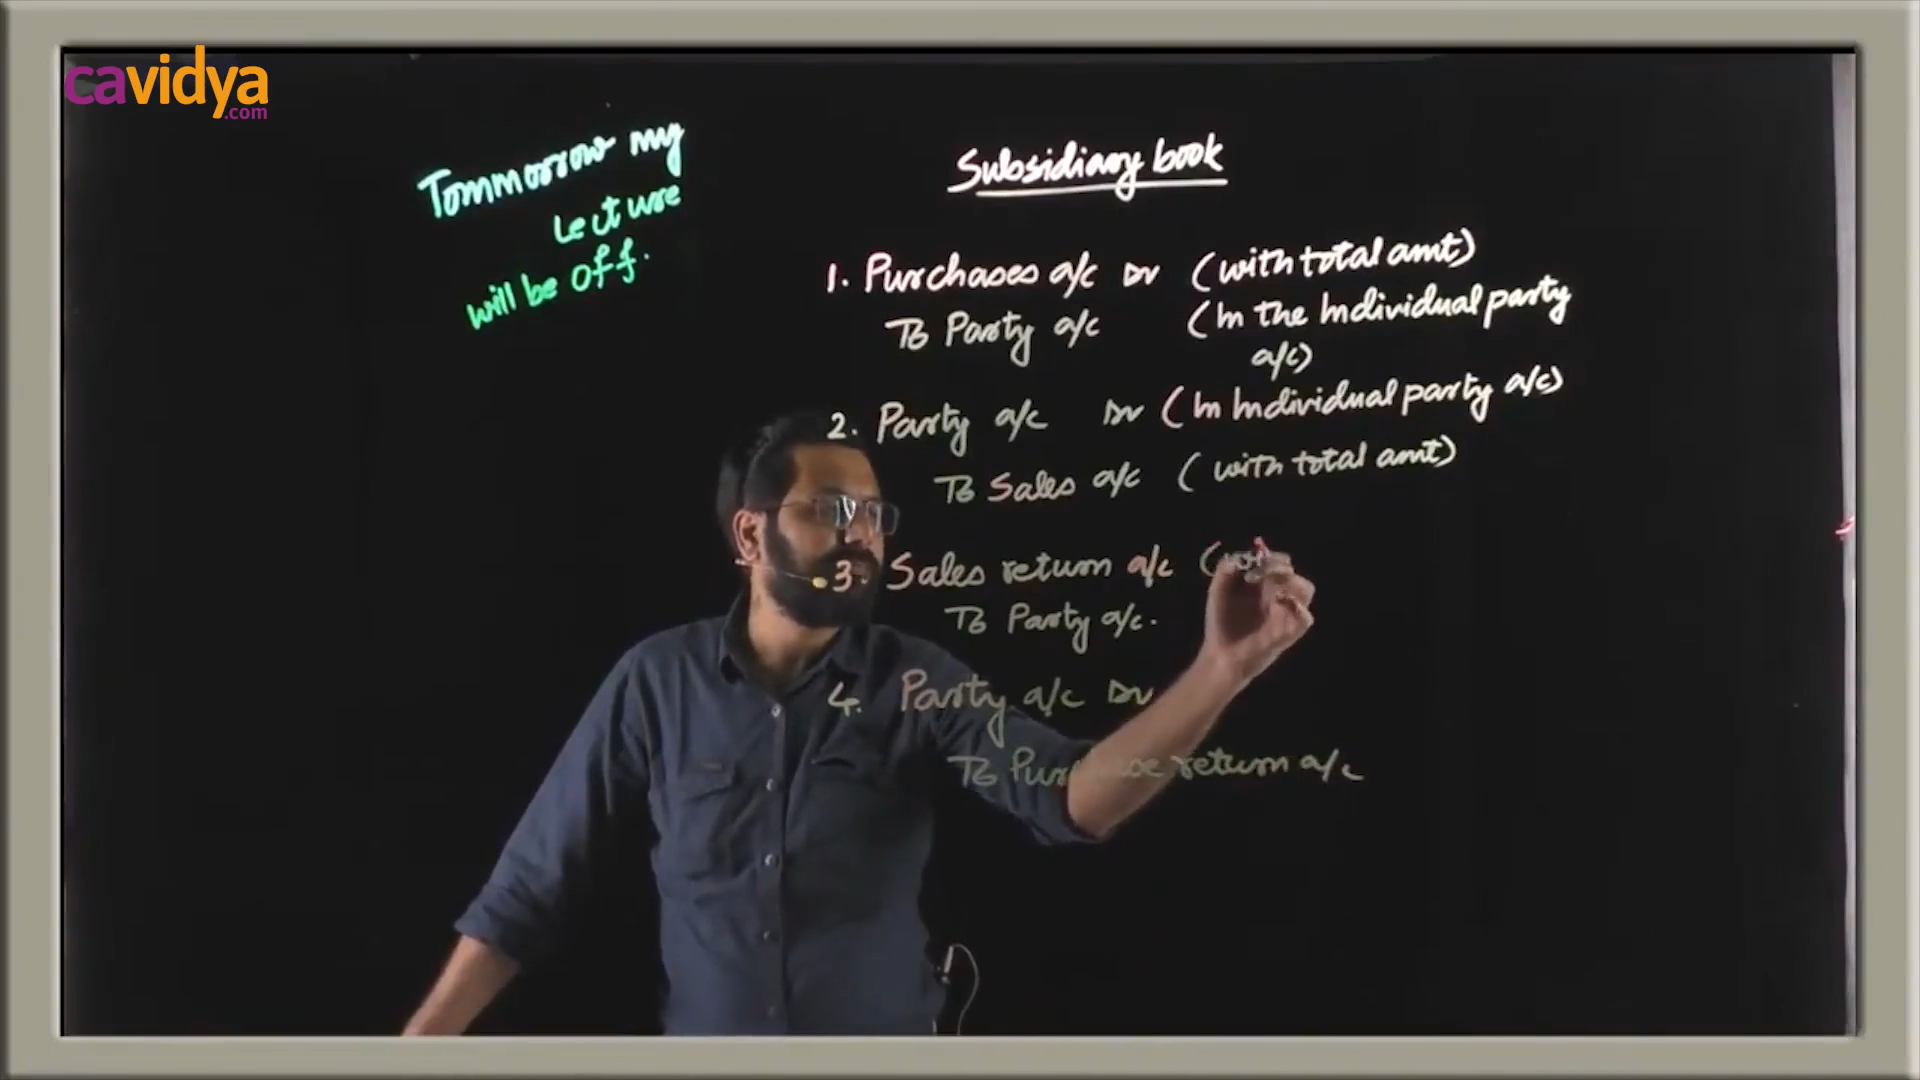 cavidya
.com
Tommorrow my
Lecture
will be off.
Subsidiary book
1. Purchases a/c Dr (with total amt)
To Party a/c (In the Individual party
a/c)
2. Party a/c Dr (In Individual party a/c)
To Sales a/c (with total amt)
3. Sales return a/c
To Party a/c.
4. Party a/c Dr
To return a/c